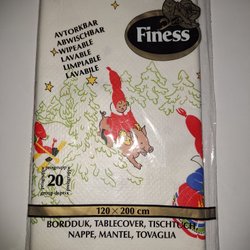 Finess
AVTORKBAR
ABWISCHBAR
WIPEABLE
LAVABLE
LIMPIABLE
LAVABILE
20
120 × 200 cm
BORDDUK, TABLECOVER, TISCHTUCH
NAPPE, MANTEL, TOVAGLIA